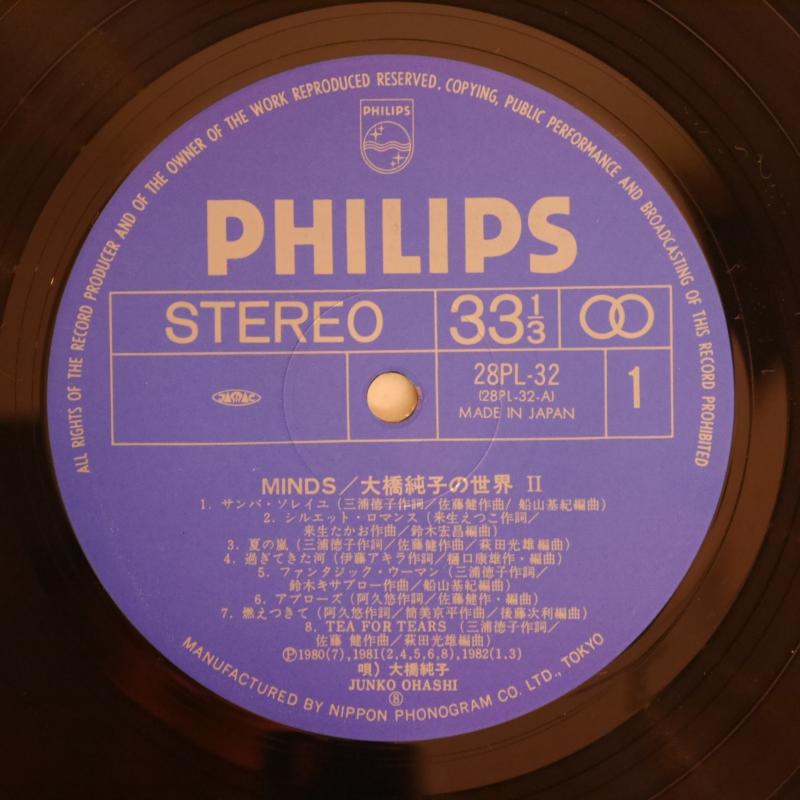 ALL RIGHTS OF THE RECORD PRODUCER AND OF THE OWNER OF THE WORK REPRODUCED RESERVED. COPYING, PUBLIC PERFORMANCE AND BROADCASTING OF THIS RECORD PROHIBITED
PHILIPS
PHILIPS
STEREO
33 1/3
28PL-32
(28PL-32-A)
MADE IN JAPAN
1
JASRAC
MINDS/大橋純子の世界 II
1. サンバ・ソレイユ (三浦徳子作詞/佐藤健作曲/船山基紀編曲)
2. シルエット・ロマンス (来生えつこ作詞/
来生たかお作曲/鈴木宏昌編曲)
3. 夏の嵐 (三浦徳子作詞/佐藤健作曲/萩田光雄編曲)
4. 過ぎてきた河 (伊藤アキラ作詞/樋口康雄作・編曲)
5. ファンタジック・ウーマン (三浦徳子作詞/
鈴木キサブロー作曲/船山基紀編曲)
6. アプローズ (阿久悠作詞/佐藤健作・編曲)
7. 燃えつきて (阿久悠作詞/筒美京平作曲/後藤次利編曲)
8. TEA FOR TEARS (三浦徳子作詞/
佐藤 健作曲/萩田光雄編曲)
Ⓟ1980(7), 1981(2,4,5,6,8), 1982(1.3)
唄) 大橋純子
JUNKO OHASHI
⑧
MANUFACTURED BY NIPPON PHONOGRAM CO. LTD., TOKYO